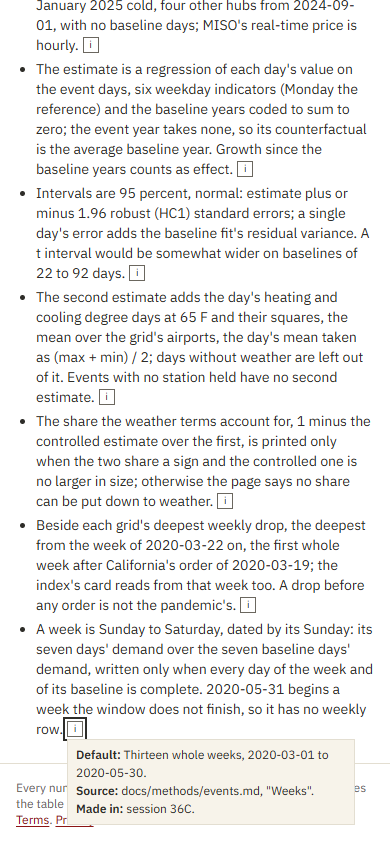 January 2025 cold, four other hubs from 2024-09-
01, with no baseline days; MISO's real-time price is
hourly. i
The estimate is a regression of each day's value on
the event days, six weekday indicators (Monday the
reference) and the baseline years coded to sum to
zero; the event year takes none, so its counterfactual
is the average baseline year. Growth since the
baseline years counts as effect. i
Intervals are 95 percent, normal: estimate plus or
minus 1.96 robust (HC1) standard errors; a single
day's error adds the baseline fit's residual variance. A
t interval would be somewhat wider on baselines of
22 to 92 days. i
The second estimate adds the day's heating and
cooling degree days at 65 F and their squares, the
mean over the grid's airports, the day's mean taken
as (max + min) / 2; days without weather are left out
of it. Events with no station held have no second
estimate. i
The share the weather terms account for, 1 minus the
controlled estimate over the first, is printed only
when the two share a sign and the controlled one is
no larger in size; otherwise the page says no share
can be put down to weather. i
Beside each grid's deepest weekly drop, the deepest
from the week of 2020-03-22 on, the first whole
week after California's order of 2020-03-19; the
index's card reads from that week too. A drop before
any order is not the pandemic's. i
A week is Sunday to Saturday, dated by its Sunday: its
seven days' demand over the seven baseline days'
demand, written only when every day of the week and
of its baseline is complete. 2020-05-31 begins a
week the window does not finish, so it has no weekly
row. i
Default: Thirteen whole weeks, 2020-03-01 to
2020-05-30.
Source: docs/methods/events.md, "Weeks".
Made in: session 36C.
Every
the table
Terms.